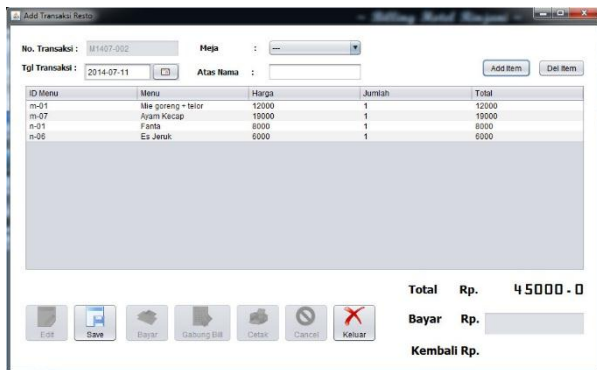 Add Transaksi Resto
~ Billing Hotel Rinjani ~
No. Transaksi : M1407-002 Meja : ---
Tgl Transaksi : 2014-07-11 Atas Nama :
Add Item Del Item
ID Menu Menu Harga Jumlah Total
m-01 Mie goreng + telor 12000 1 12000
m-07 Ayam Kecap 19000 1 19000
n-01 Fanta 8000 1 8000
n-06 Es Jeruk 6000 1 6000
Total Rp. 45000.0
Edit Save Bayar Gabung Bill Cetak Cancel Keluar
Bayar Rp.
Kembali Rp.